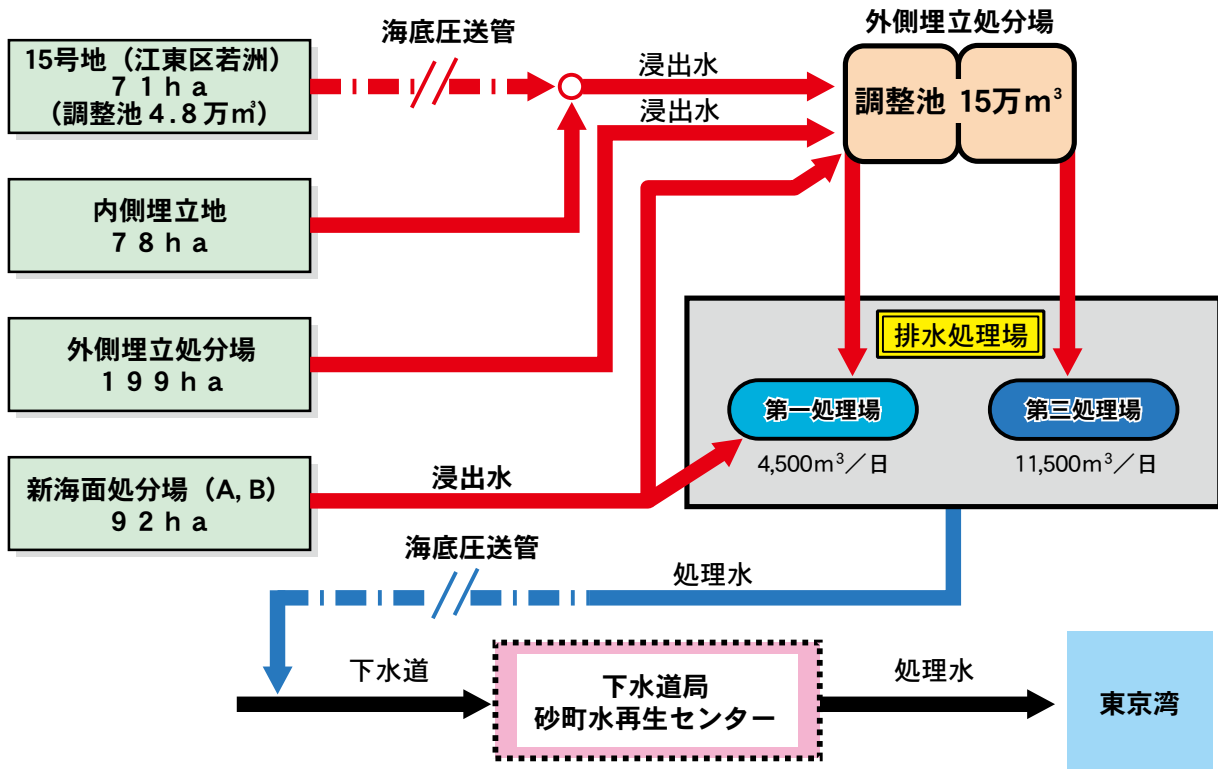 海底圧送管
外側埋立処分場
15号地（江東区若洲）
７１ha
（調整池４.８万㎥）
浸出水
浸出水
調整池 15万m³
内側埋立地
７８ｈａ
外側埋立処分場
１９９ｈａ
排水処理場
第一処理場
第三処理場
4,500m³／日
11,500m³／日
新海面処分場（A, B）
９２ｈａ
浸出水
海底圧送管
処理水
下水道
下水道局
砂町水再生センター
処理水
東京湾